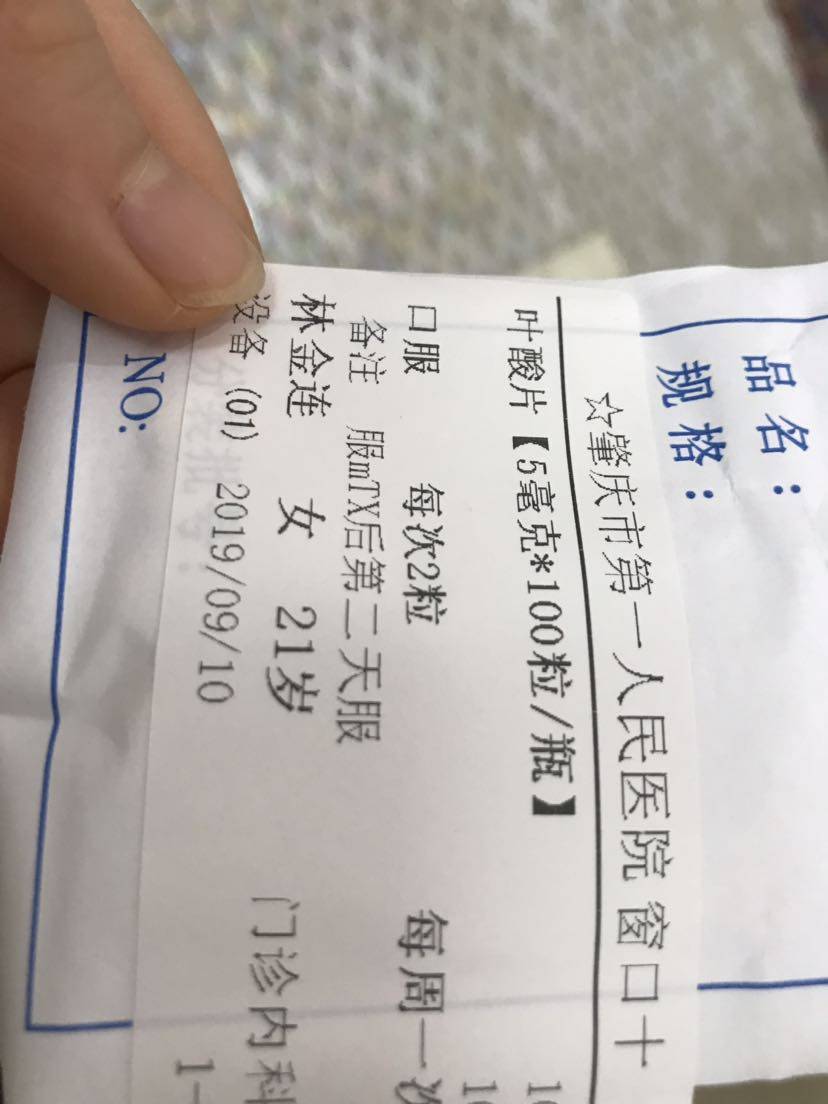 品名：
规格：
☆肇庆市第一人民医院 窗口十
叶酸片【5毫克*100粒/瓶】
口服 每次2粒 每周一次
备注 服mTX后第二天服
林金连 女 21岁 门诊内科
设备 (01) 2019/09/10
NO: